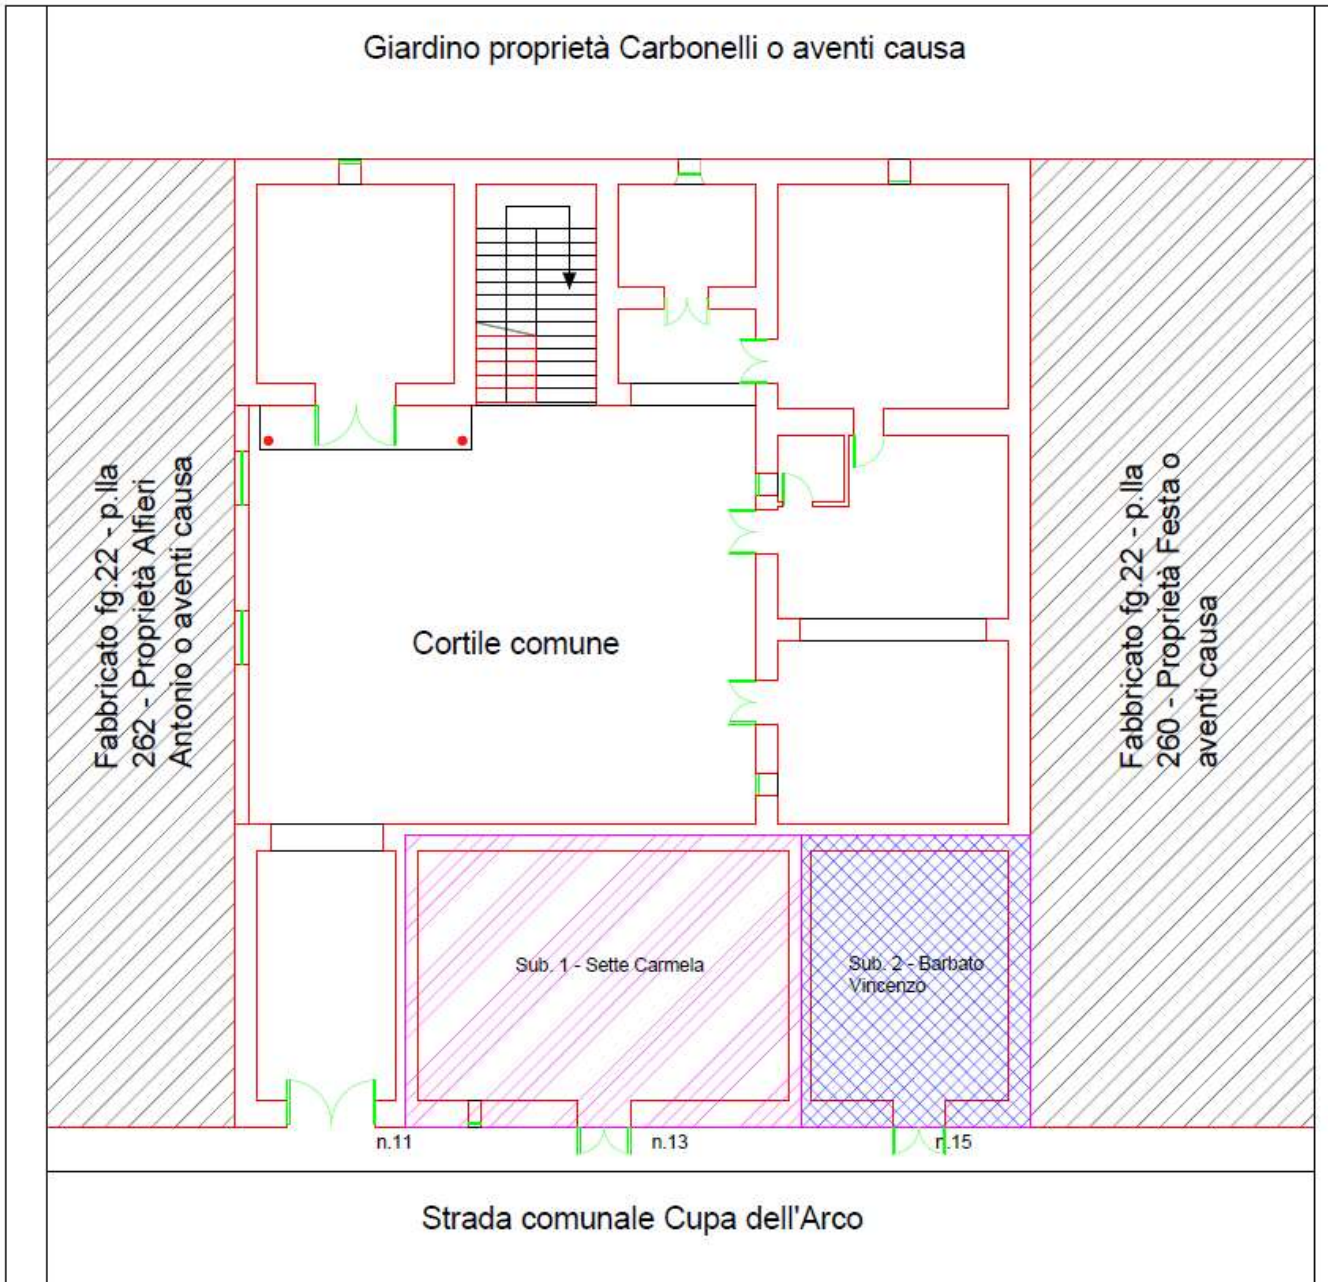 Giardino proprietà Carbonelli o aventi causa
Fabbricato fg.22 - p.lla
262 - Proprietà Alfieri
Antonio o aventi causa
Cortile comune
Fabbricato fg.22 - p.lla
260 - Proprietà Festa o
aventi causa
Sub. 1 - Sette Carmela
Sub. 2 - Barbato
Vincenzo
n.11
n.13
n.15
Strada comunale Cupa dell'Arco